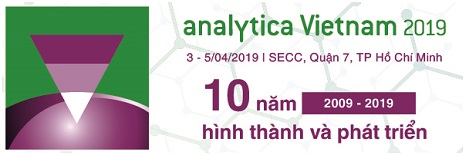 analytica Vietnam 2019
3 - 5/04/2019 I SECC, Quận 7, TP Hồ Chí Minh
10 năm 2009 - 2019
hình thành và phát triển